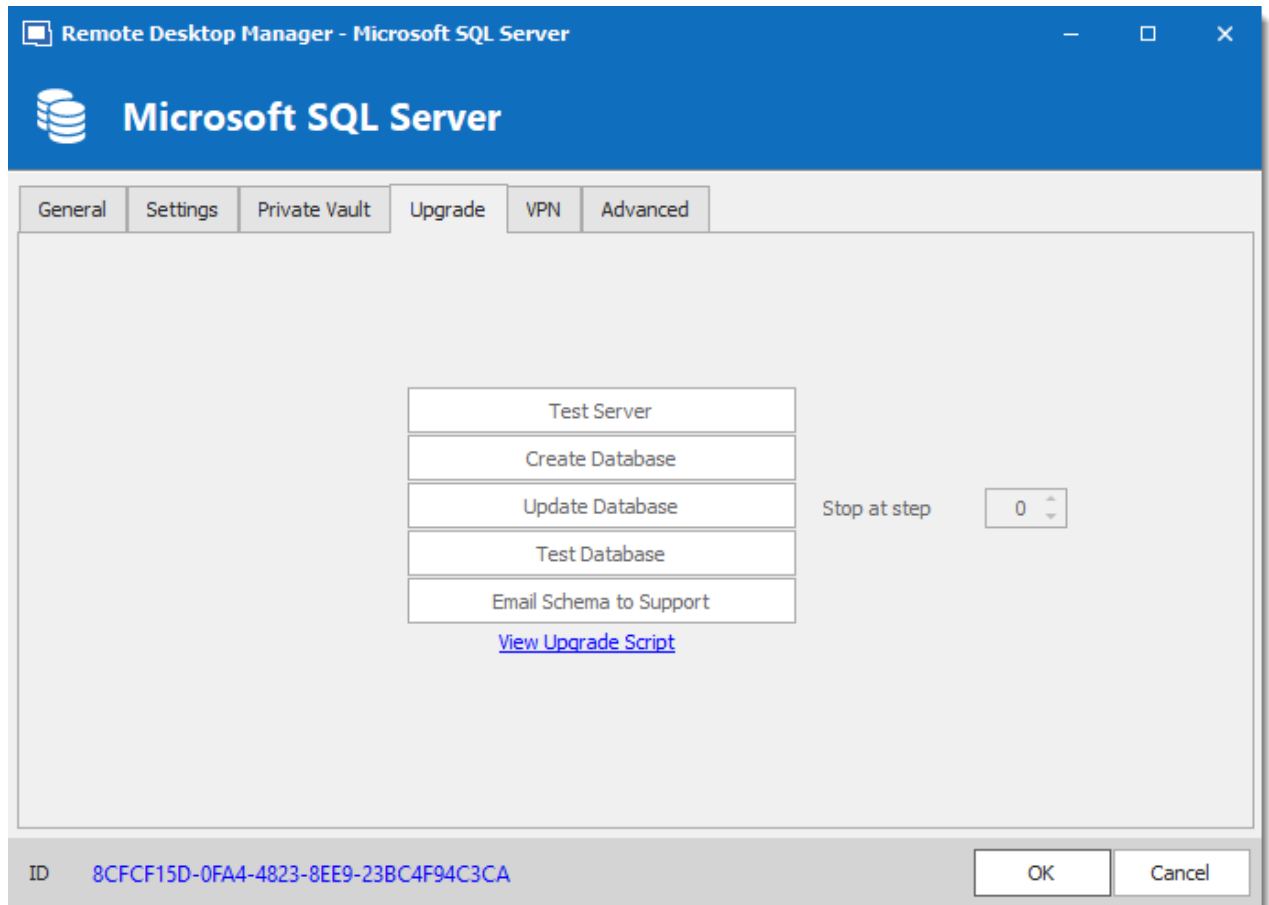 Remote Desktop Manager - Microsoft SQL Server
Microsoft SQL Server
General Settings Private Vault Upgrade VPN Advanced
Test Server
Create Database
Update Database Stop at step 0
Test Database
Email Schema to Support
View Upgrade Script
ID 8CFCF15D-0FA4-4823-8EE9-23BC4F94C3CA OK Cancel